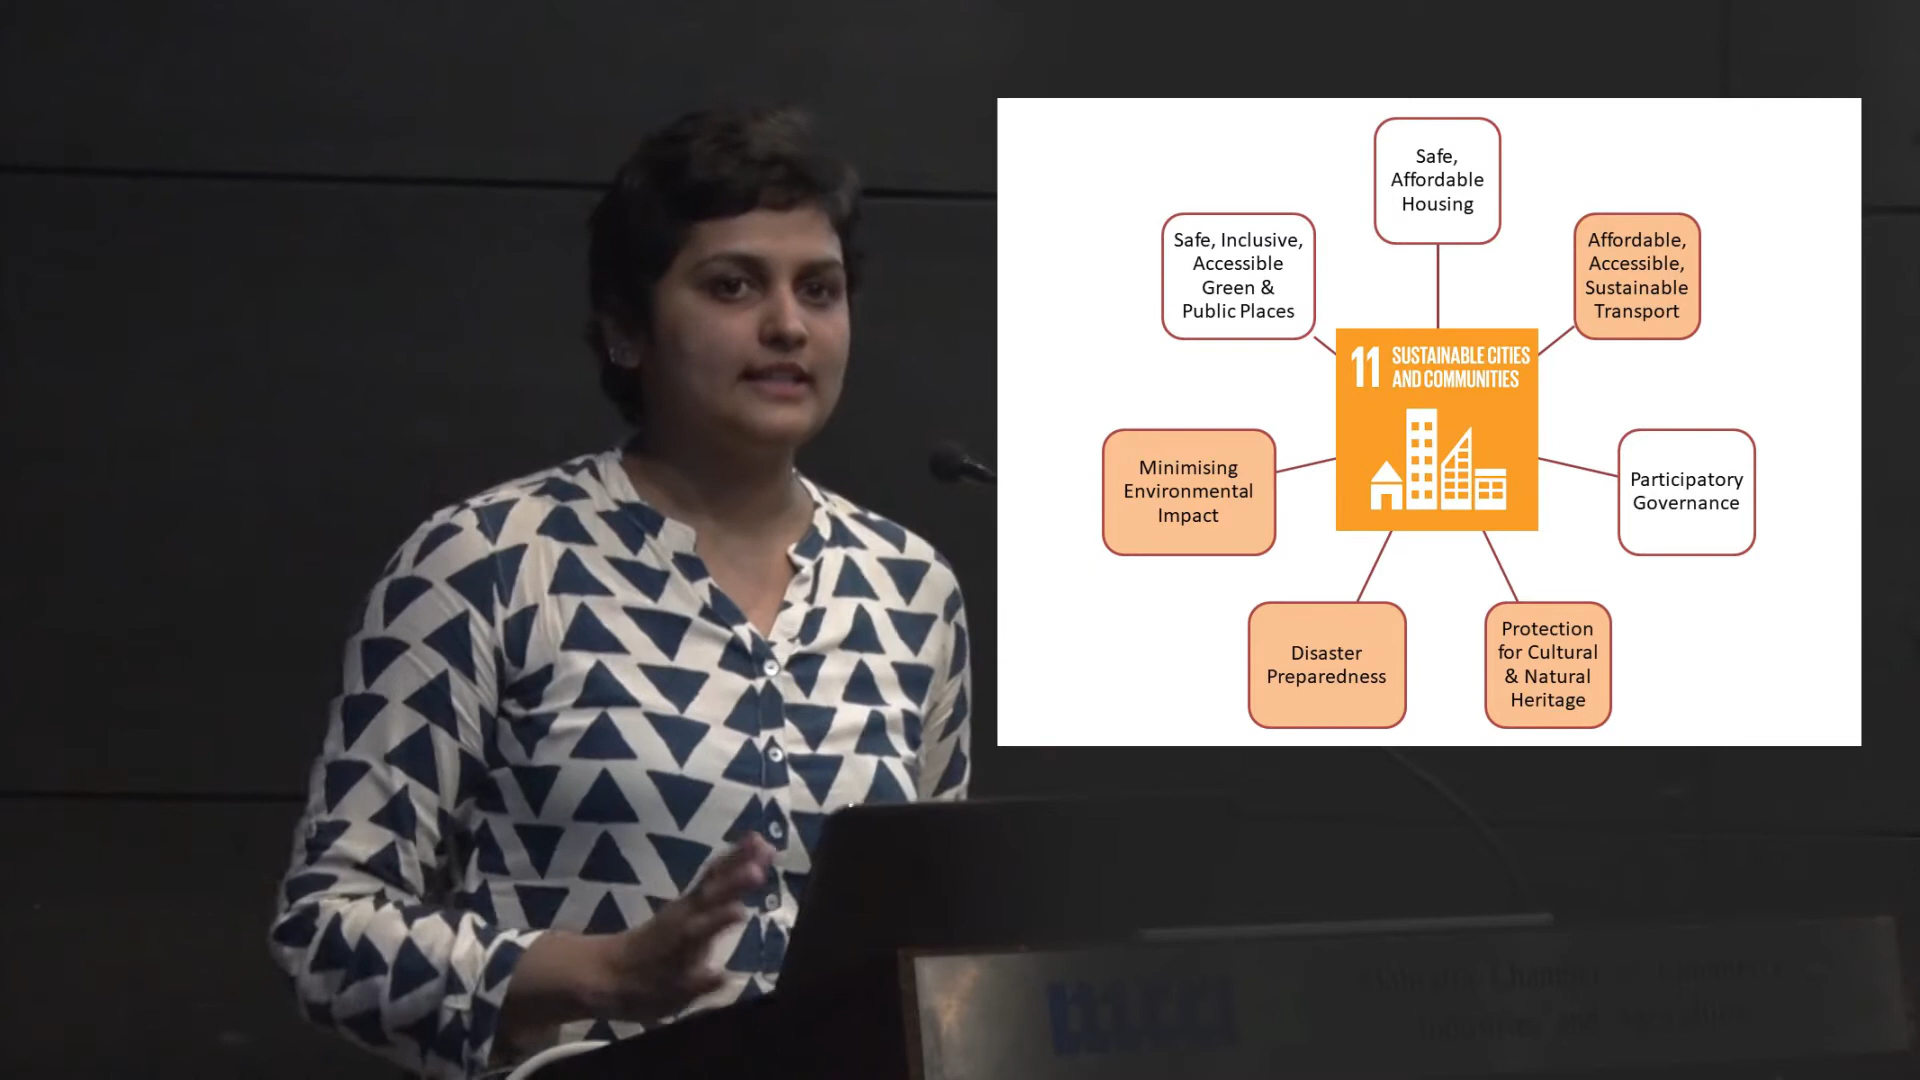 Safe,
Affordable
Housing
Safe, Inclusive,
Accessible
Green &
Public Places
Affordable,
Accessible,
Sustainable
Transport
11 SUSTAINABLE CITIES
AND COMMUNITIES
Minimising
Environmental
Impact
Participatory
Governance
Disaster
Preparedness
Protection
for Cultural
& Natural
Heritage